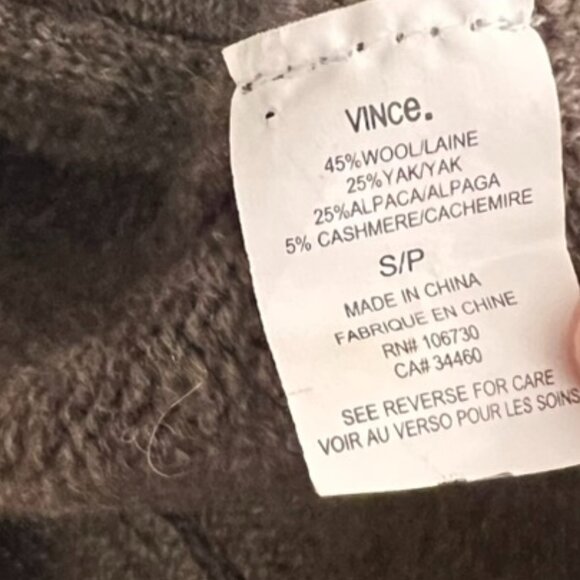 VINce.
45%WOOL/LAINE
25%YAK/YAK
25%ALPACA/ALPAGA
5% CASHMERE/CACHEMIRE
S/P
MADE IN CHINA
FABRIQUE EN CHINE
RN# 106730
CA# 34460
SEE REVERSE FOR CARE
VOIR AU VERSO POUR LES SOINS